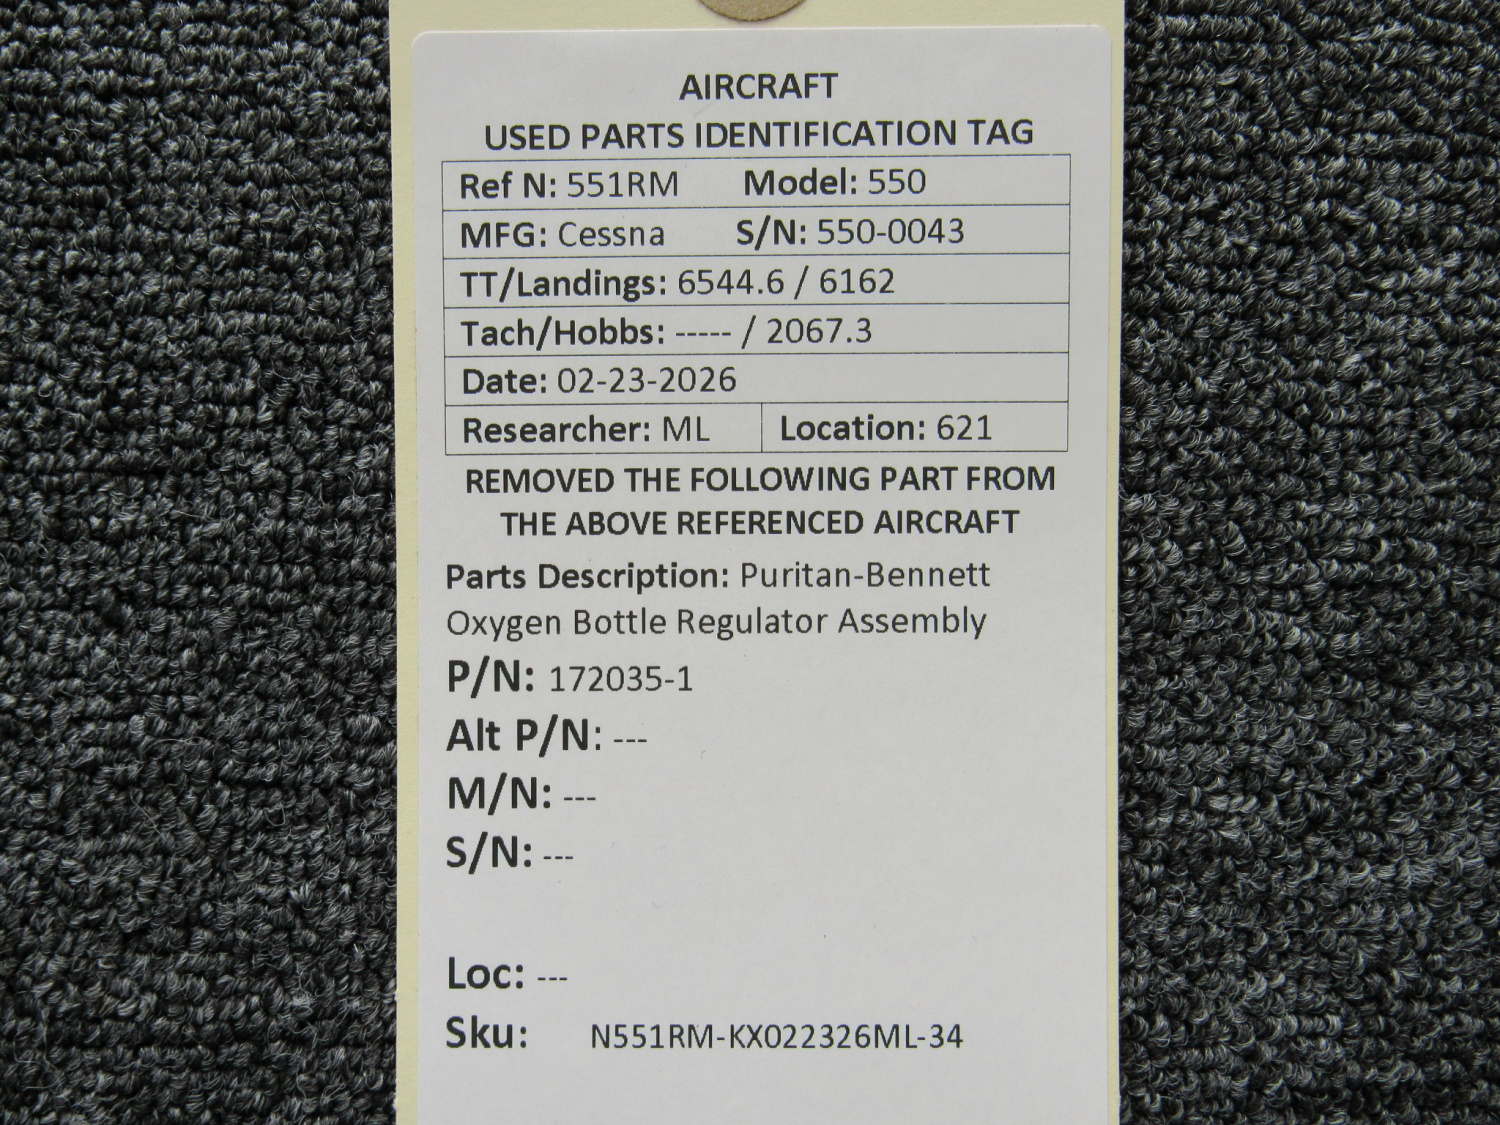 AIRCRAFT
USED PARTS IDENTIFICATION TAG
Ref N: 551RM Model: 550
MFG: Cessna S/N: 550-0043
TT/Landings: 6544.6 / 6162
Tach/Hobbs: ----- / 2067.3
Date: 02-23-2026
Researcher: ML Location: 621
REMOVED THE FOLLOWING PART FROM
THE ABOVE REFERENCED AIRCRAFT
Parts Description: Puritan-Bennett
Oxygen Bottle Regulator Assembly
P/N: 172035-1
Alt P/N: ---
M/N: ---
S/N: ---
Loc: ---
Sku: N551RM-KX022326ML-34